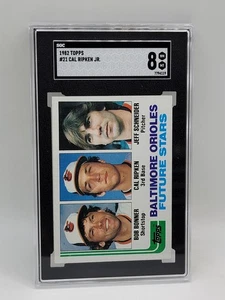 SGC
1982 TOPPS
#21 CAL RIPKEN JR.
8
JEFF SCHNEIDER
Pitcher
CAL RIPKEN
3rd Base
BOB BONNER
Shortstop
BALTIMORE ORIOLES
FUTURE STARS
Topps